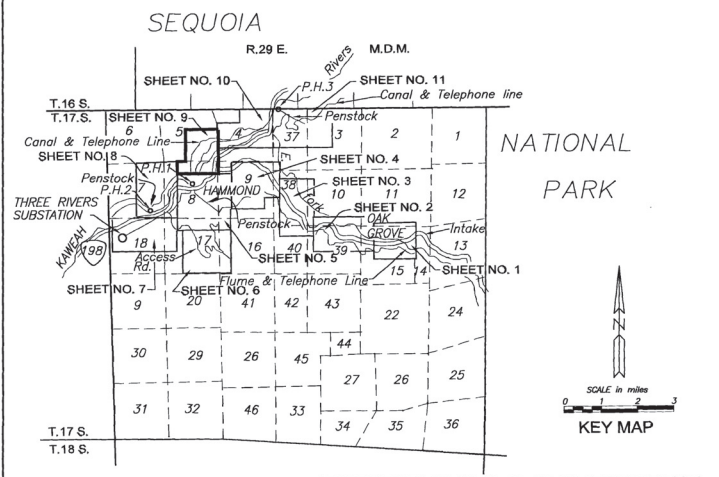 SEQUOIA
R.29 E. M.D.M.
Rivers
SHEET NO. 10
P.H.3
SHEET NO. 11
Canal & Telephone line
T.16 S.
T.17.S.
SHEET NO. 9
Penstock
6 5 4 37 3 2 1
Canal & Telephone Line
NATIONAL
PARK
SHEET NO. 8
SHEET NO. 4
P.H.1
E.
Fork
9 38 10 11 12
SHEET NO. 3
Penstock
P.H.2
HAMMOND
8
SHEET NO. 2
THREE RIVERS
SUBSTATION
Penstock
OAK
GROVE
Intake
KAWEAH
198
18 17 16 40 39 13
Access
Rd.
SHEET NO. 5
15 14
SHEET NO. 1
Flume & Telephone Line
SHEET NO. 7
SHEET NO. 6
9 20 41 42 43 22 24
44
30 29 26 45 27 26 25
31 32 46 33 34 35 36
T.17 S.
T.18 S.
N
SCALE in miles
0 1 2 3
KEY MAP